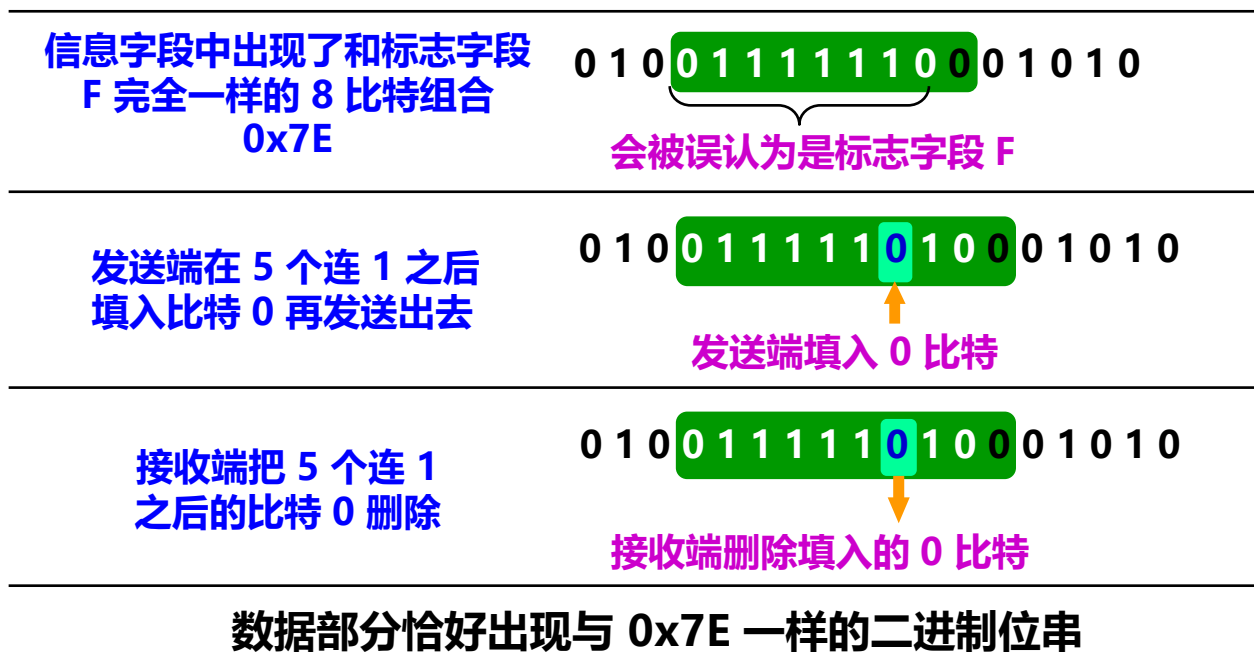 信息字段中出现了和标志字段
F 完全一样的 8 比特组合
0x7E
0 1 0 0 1 1 1 1 1 1 0 0 0 1 0 1 0
会被误认为是标志字段 F
发送端在 5 个连 1 之后
填入比特 0 再发送出去
0 1 0 0 1 1 1 1 1 0 1 0 0 0 1 0 1 0
发送端填入 0 比特
接收端把 5 个连 1
之后的比特 0 删除
0 1 0 0 1 1 1 1 1 0 1 0 0 0 1 0 1 0
接收端删除填入的 0 比特
数据部分恰好出现与 0x7E 一样的二进制位串